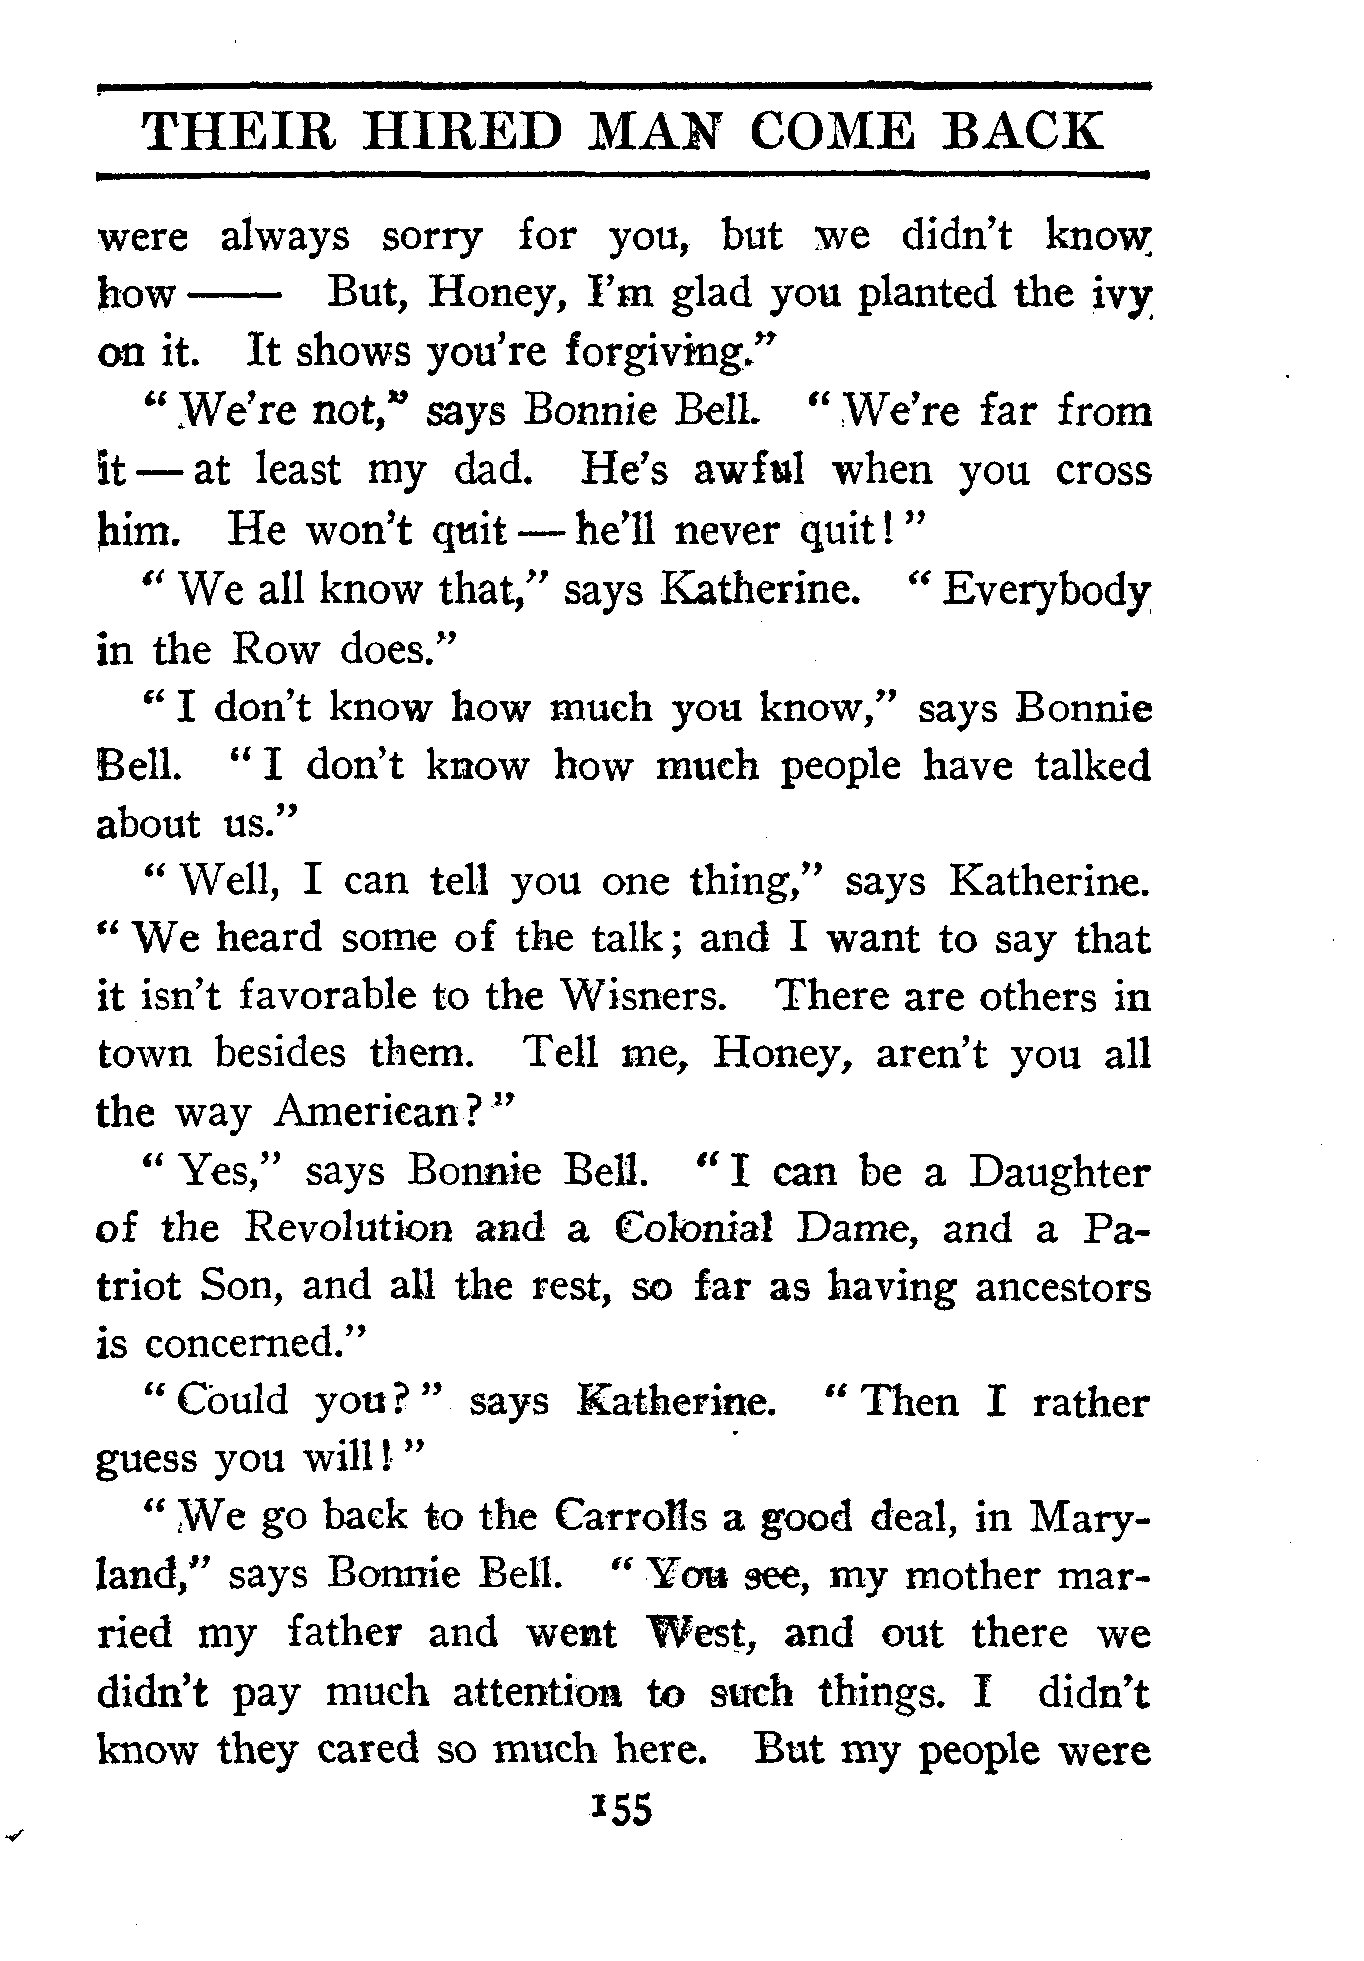 THEIR HIRED MAN COME BACK
were always sorry for you, but we didn't know
how —— But, Honey, I'm glad you planted the ivy
on it. It shows you're forgiving."
"We're not," says Bonnie Bell. "We're far from
it — at least my dad. He's awful when you cross
him. He won't quit — he'll never quit!"
"We all know that," says Katherine. "Everybody
in the Row does."
"I don't know how much you know," says Bonnie
Bell. "I don't know how much people have talked
about us."
"Well, I can tell you one thing," says Katherine.
"We heard some of the talk; and I want to say that
it isn't favorable to the Wisners. There are others in
town besides them. Tell me, Honey, aren't you all
the way American?"
"Yes," says Bonnie Bell. "I can be a Daughter
of the Revolution and a Colonial Dame, and a Pa-
triot Son, and all the rest, so far as having ancestors
is concerned."
"Could you?" says Katherine. "Then I rather
guess you will!"
"We go back to the Carrolls a good deal, in Mary-
land," says Bonnie Bell. "You see, my mother mar-
ried my father and went West, and out there we
didn't pay much attention to such things. I didn't
know they cared so much here. But my people were
155